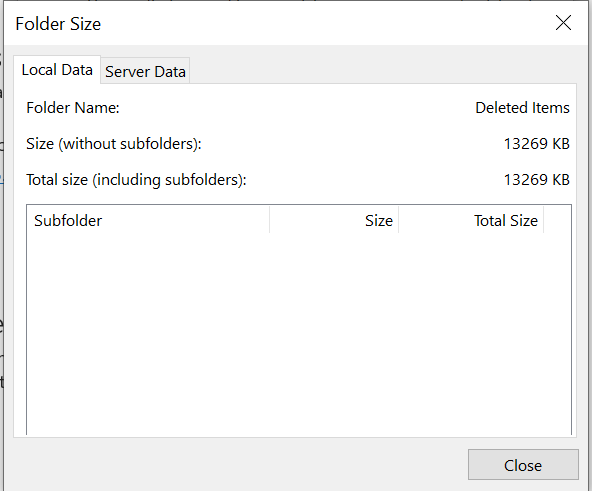 Folder Size
Local Data Server Data
Folder Name: Deleted Items
Size (without subfolders): 13269 KB
Total size (including subfolders): 13269 KB
Subfolder Size Total Size
Close